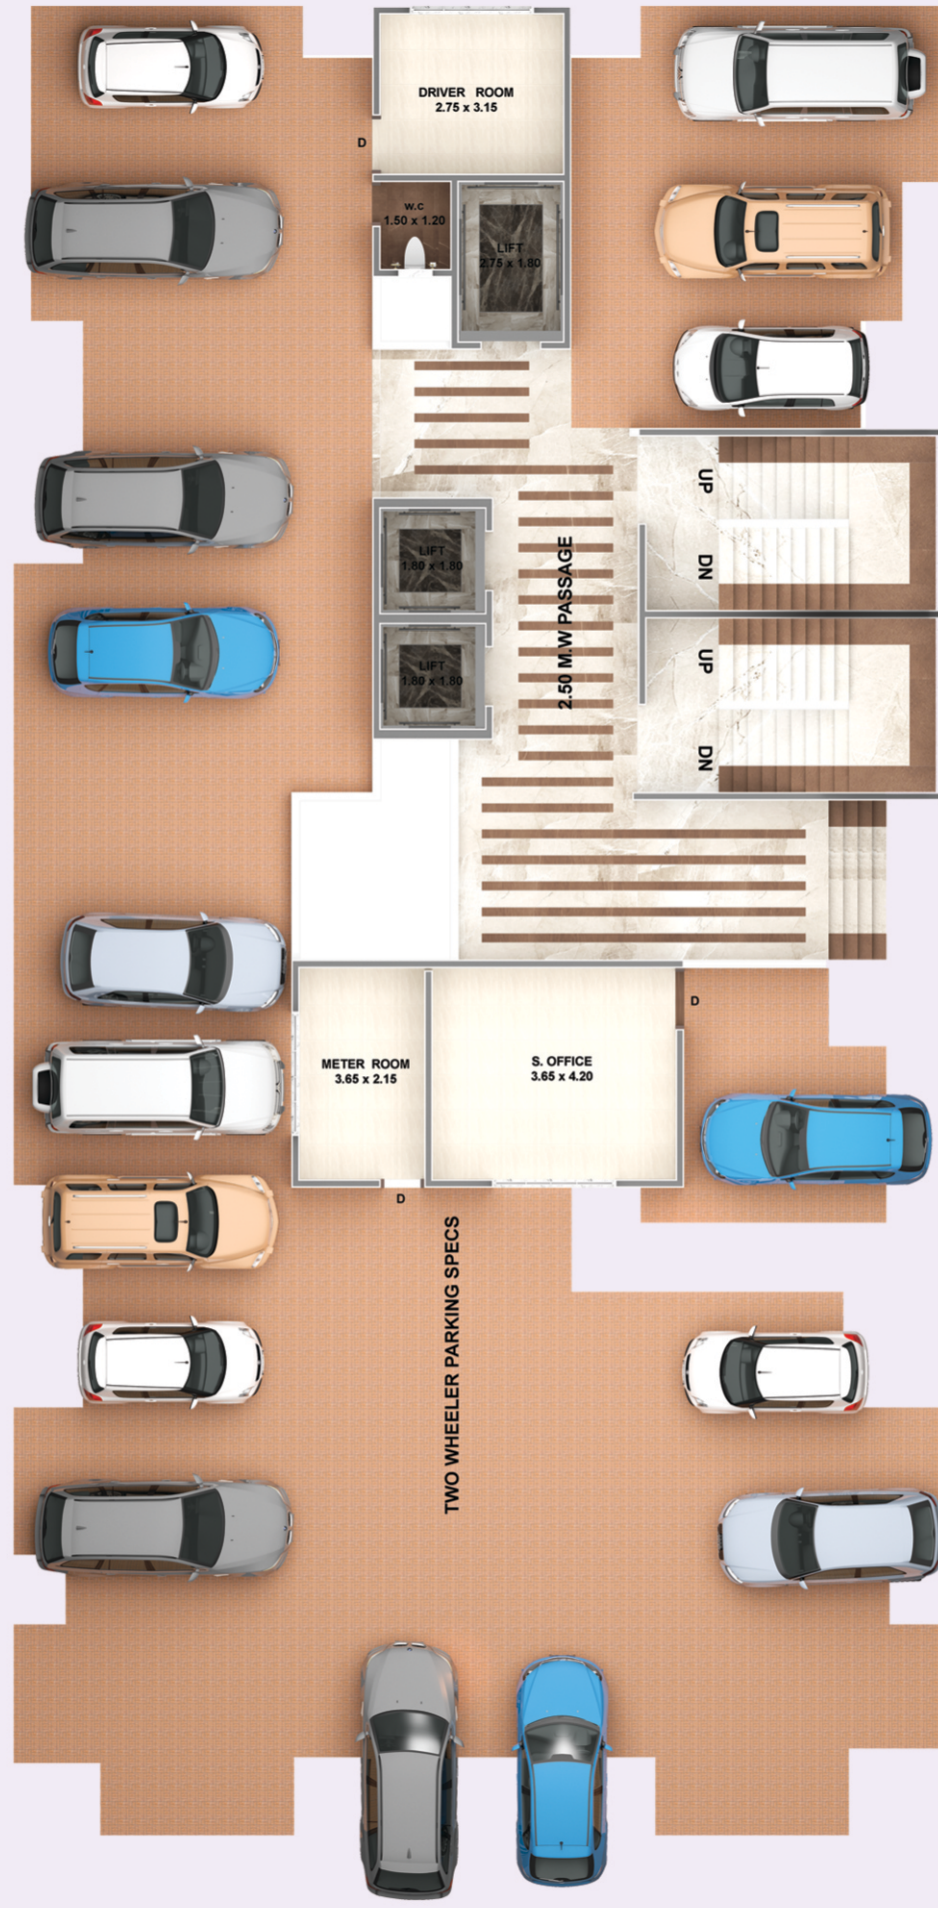 DRIVER ROOM
2.75 x 3.15
D
W.C
1.50 x 1.20
LIFT
2.75 x 1.80
UP
DN
LIFT
1.80 x 1.80
2.50 M.W PASSAGE
LIFT
1.80 x 1.80
UP
DN
D
METER ROOM
3.65 x 2.15
S. OFFICE
3.65 x 4.20
D
TWO WHEELER PARKING SPECS